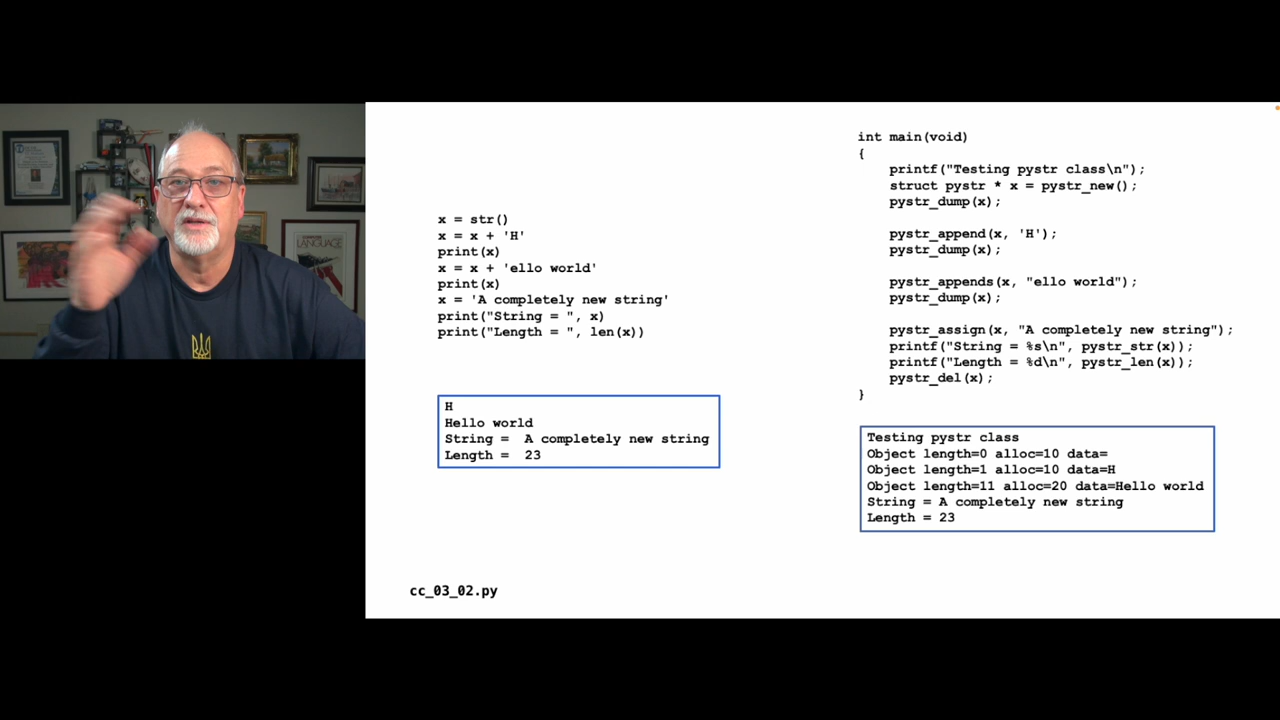 LANGUAGE
x = str()
x = x + 'H'
print(x)
x = x + 'ello world'
print(x)
x = 'A completely new string'
print("String = ", x)
print("Length = ", len(x))
H
Hello world
String =  A completely new string
Length =  23
cc_03_02.py
int main(void)
{
    printf("Testing pystr class\n");
    struct pystr * x = pystr_new();
    pystr_dump(x);
    pystr_append(x, 'H');
    pystr_dump(x);
    pystr_appends(x, "ello world");
    pystr_dump(x);
    pystr_assign(x, "A completely new string");
    printf("String = %s\n", pystr_str(x));
    printf("Length = %d\n", pystr_len(x));
    pystr_del(x);
}
Testing pystr class
Object length=0 alloc=10 data=
Object length=1 alloc=10 data=H
Object length=11 alloc=20 data=Hello world
String = A completely new string
Length = 23